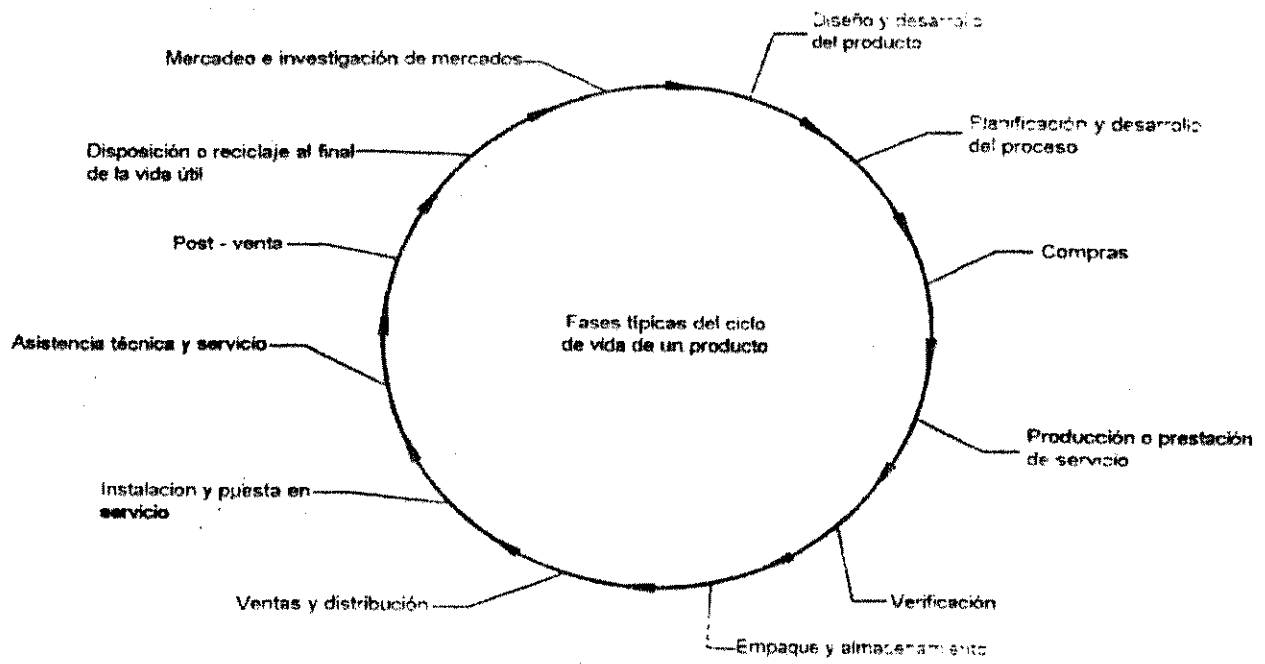 Diseño y desarrollo
del producto
Mercadeo e investigación de mercados
Planificación y desarrollo
del proceso
Disposición o reciclaje al final
de la vida útil
Post - venta
Compras
Fases típicas del ciclo
de vida de un producto
Asistencia técnica y servicio
Producción o prestación
de servicio
Instalacion y puesta en
servicio
Ventas y distribución
Verificación
Empaque y almacenamiento